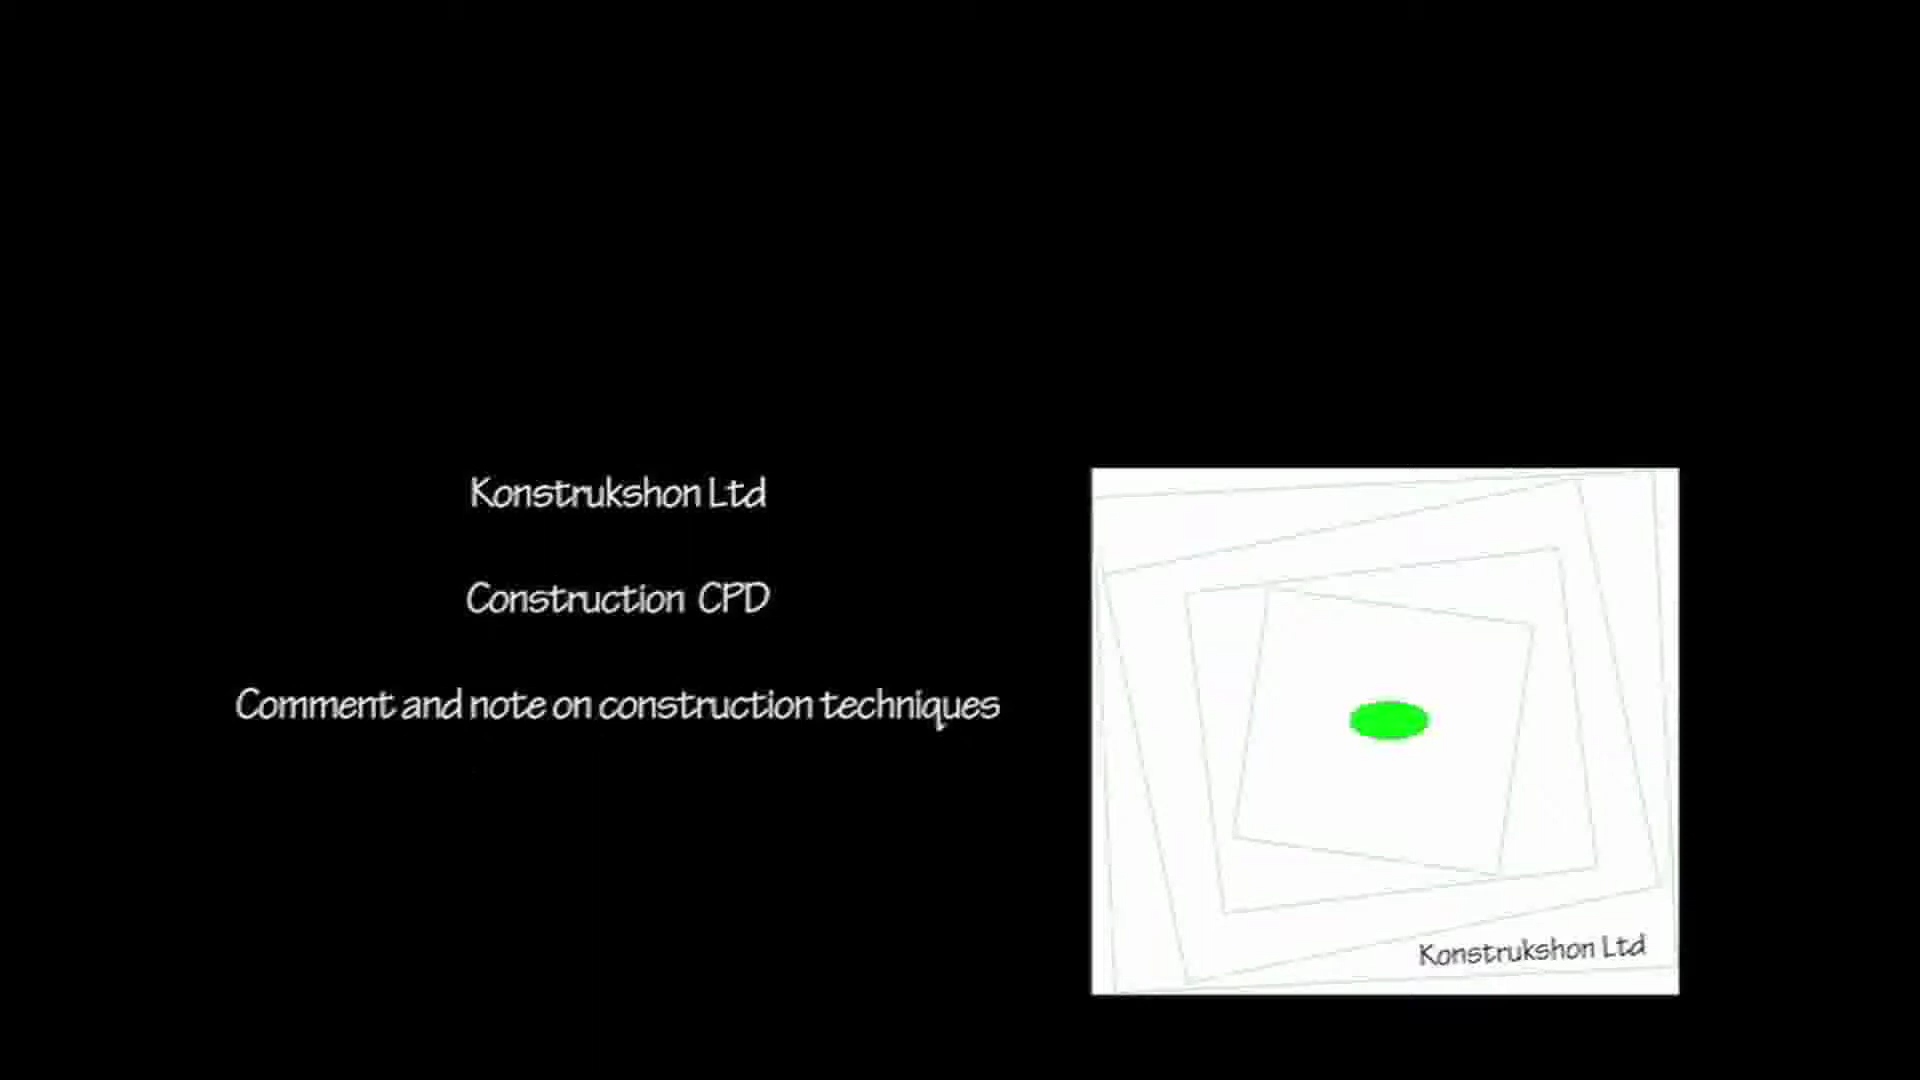 Konstrukshon Ltd
Construction CPD
Comment and note on construction techniques
Konstrukshon Ltd